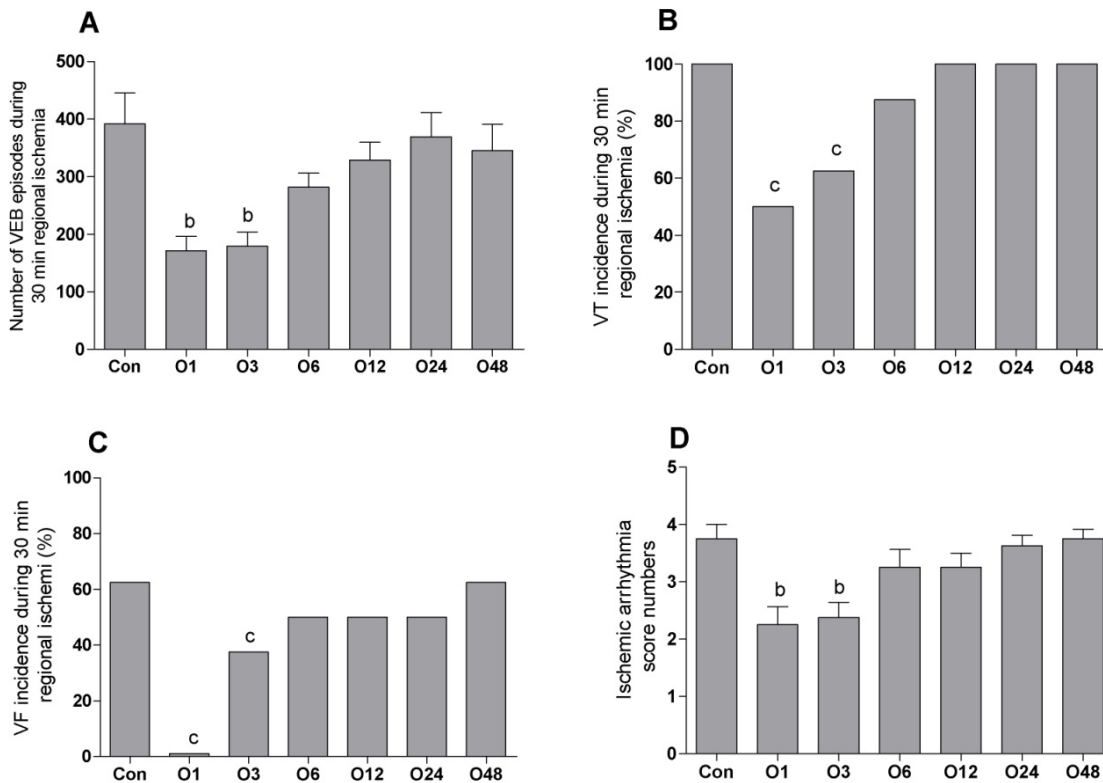 A
Number of VEB episodes during
30 min regional ischemia
500
400
300
200
100
0
b
b
Con O1 O3 O6 O12 O24 O48
B
VT incidence during 30 min
regional ischemia (%)
100
80
60
40
20
0
c
c
Con O1 O3 O6 O12 O24 O48
C
VF incidence during 30 min
regional ischemi (%)
100
80
60
40
20
0
c
c
Con O1 O3 O6 O12 O24 O48
D
Ischemic arrhythmia
score numbers
5
4
3
2
1
0
b
b
Con O1 O3 O6 O12 O24 O48